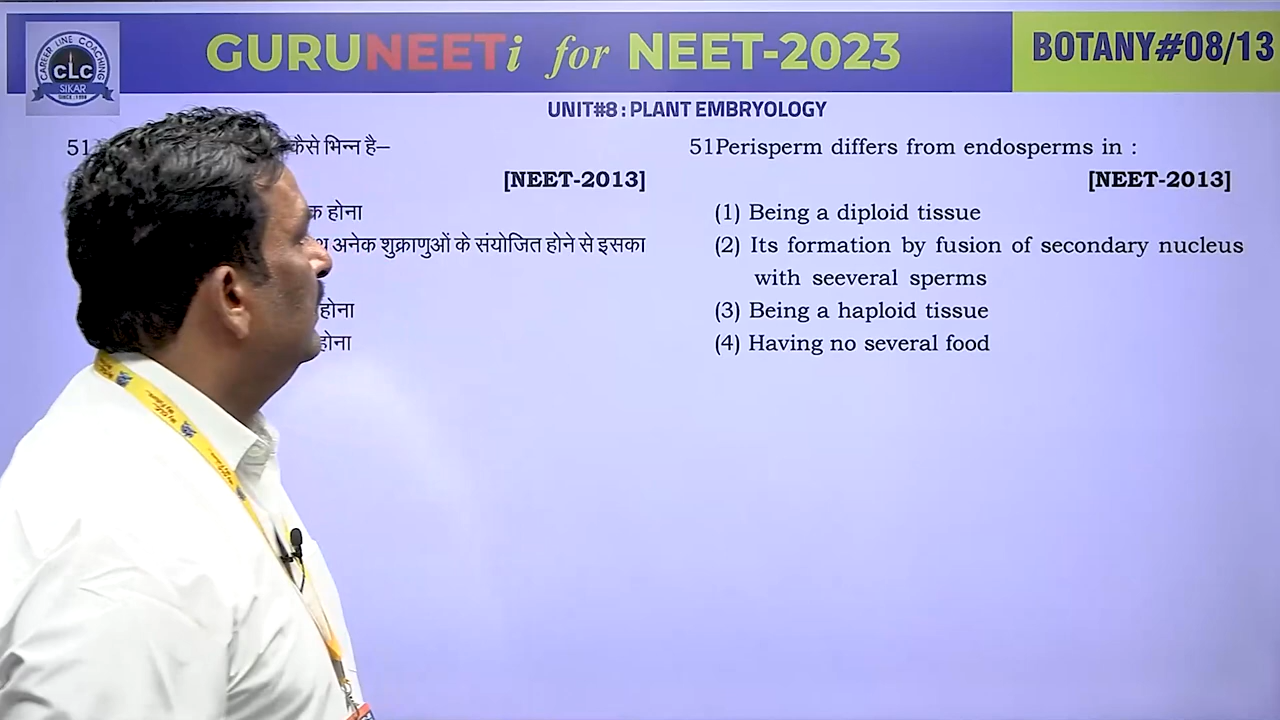 GURUNEETi for NEET-2023
BOTANY#08/13
CAREER LINE COACHING
CLC
SIKAR
SINCE : 1996
UNIT#8 : PLANT EMBRYOLOGY
51
कैसे भिन्न है–
[NEET-2013]
होना
अनेक शुक्राणुओं के संयोजित होने से इसका
होना
होना
51Perisperm differs from endosperms in :
[NEET-2013]
(1) Being a diploid tissue
(2) Its formation by fusion of secondary nucleus
with seeveral sperms
(3) Being a haploid tissue
(4) Having no several food